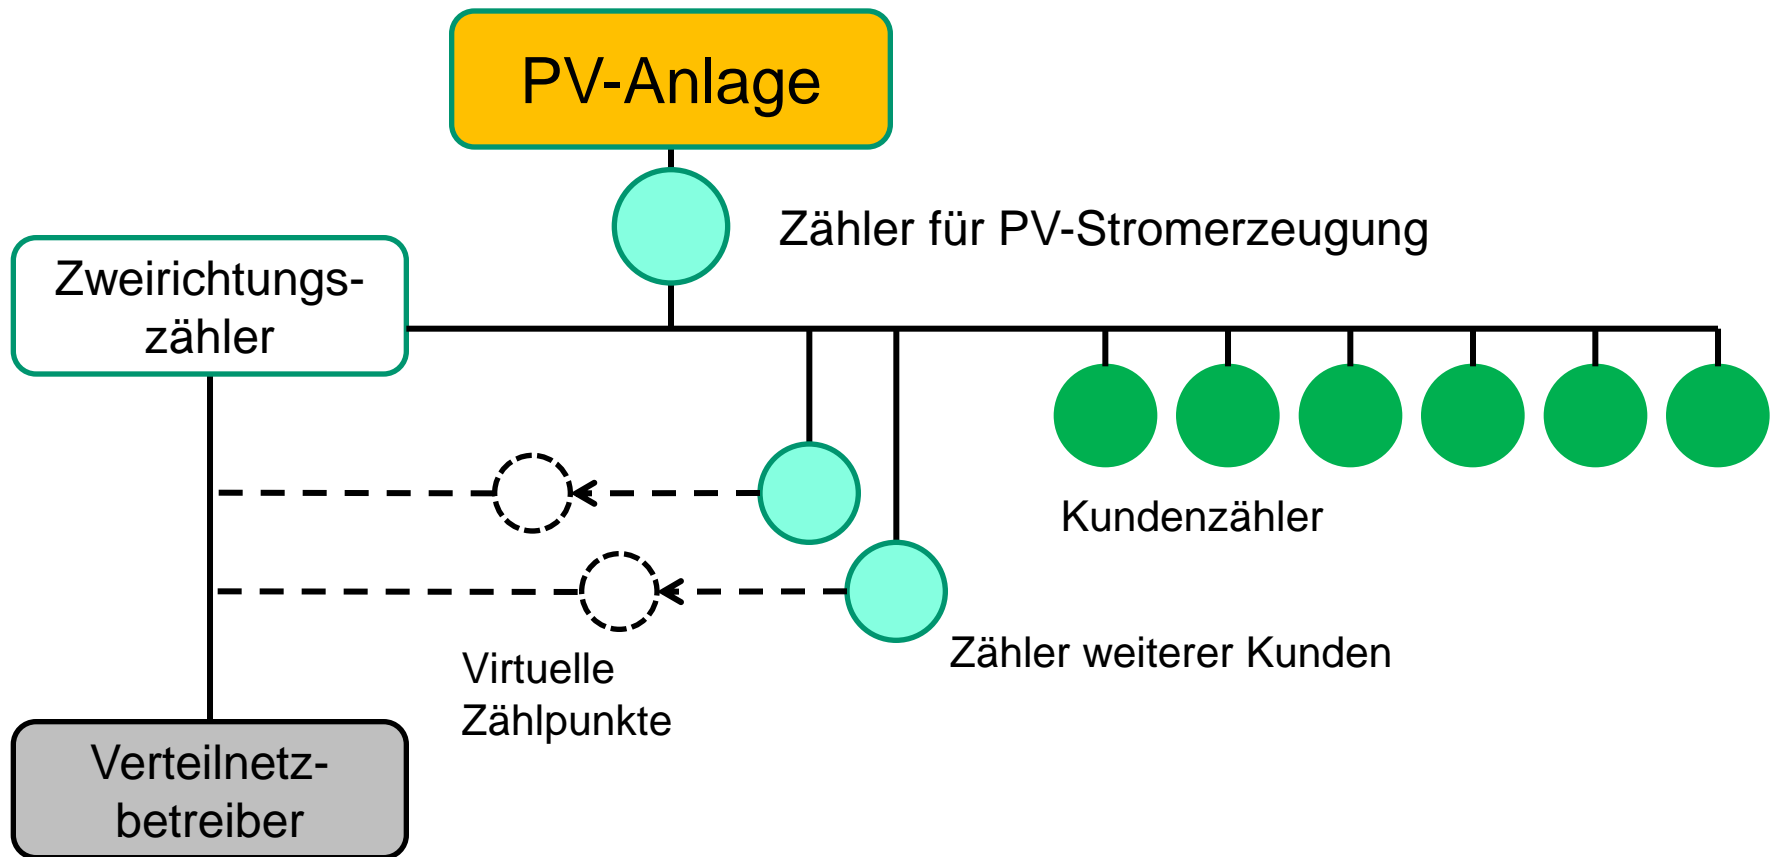 PV-Anlage
Zähler für PV-Stromerzeugung
Zweirichtungs-
zähler
Kundenzähler
Zähler weiterer Kunden
Virtuelle
Zählpunkte
Verteilnetz-
betreiber